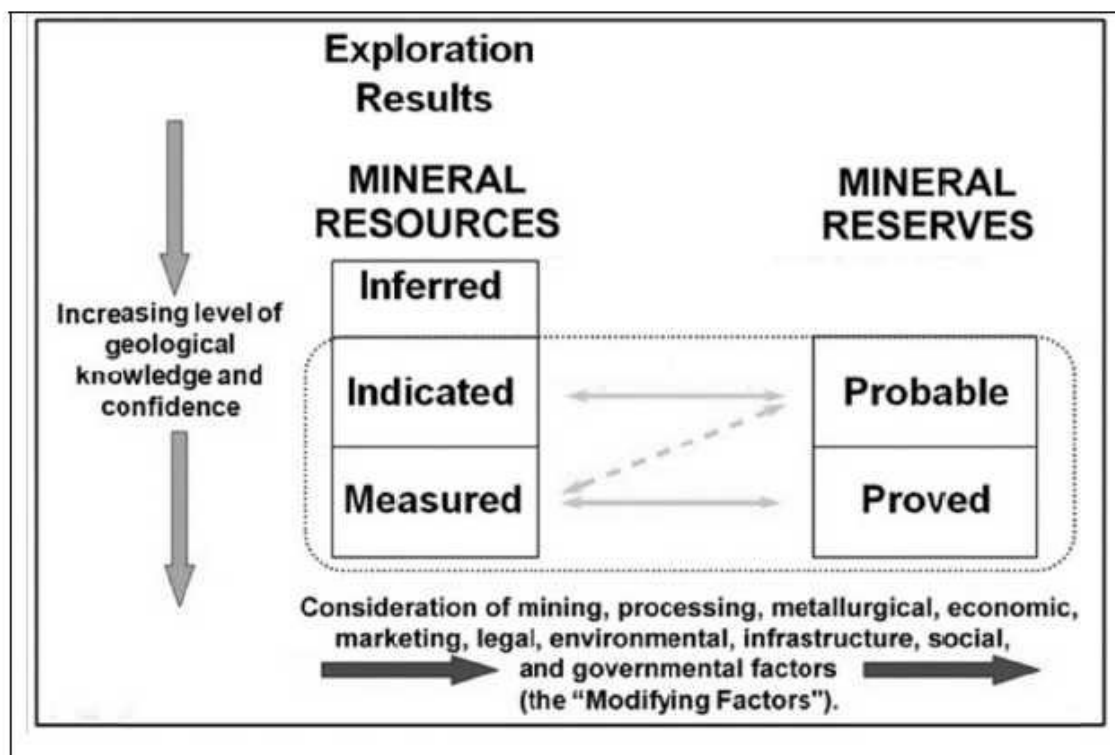 Exploration
Results
MINERAL
RESOURCES
MINERAL
RESERVES
Inferred
Increasing level of
geological
knowledge and
confidence
Indicated
Probable
Measured
Proved
Consideration of mining, processing, metallurgical, economic,
marketing, legal, environmental, infrastructure, social,
and governmental factors
(the “Modifying Factors").